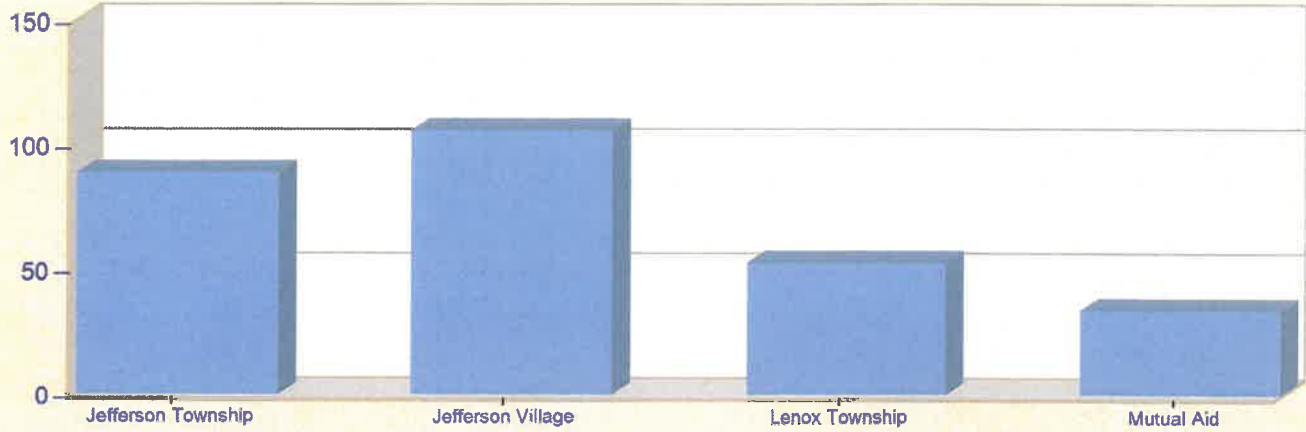 150
100
50
0
Jefferson Township
Jefferson Village
Lenox Township
Mutual Aid